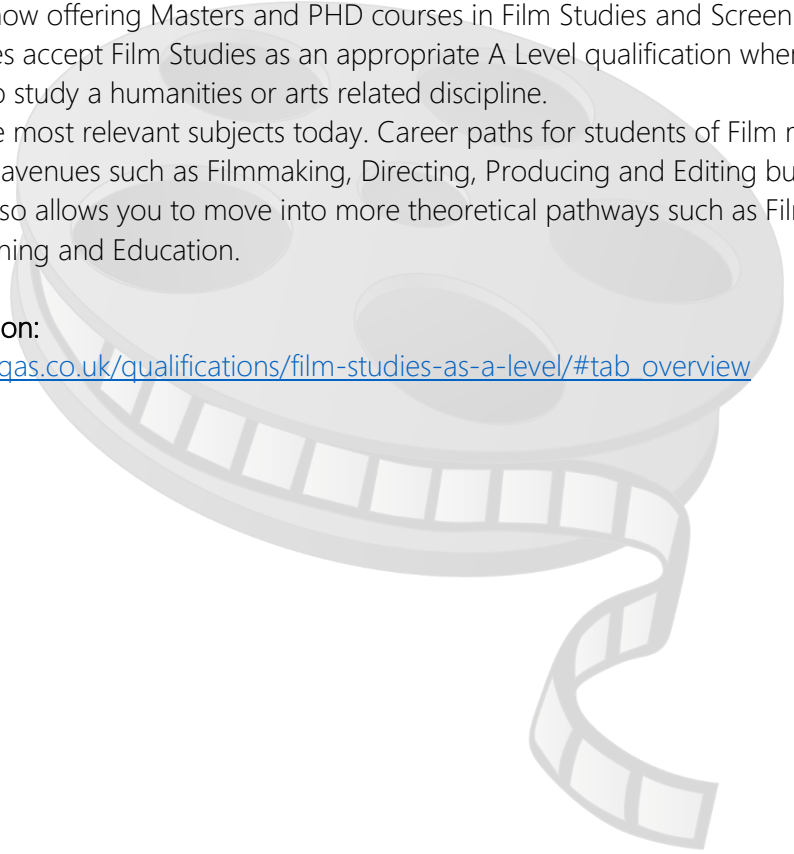 now offering Masters and PHD courses in Film Studies and Screen
es accept Film Studies as an appropriate A Level qualification when
o study a humanities or arts related discipline.
e most relevant subjects today. Career paths for students of Film
avenues such as Filmmaking, Directing, Producing and Editing bu
so allows you to move into more theoretical pathways such as Fil
ning and Education.
on:
qas.co.uk/qualifications/film-studies-as-a-level/#tab_overview